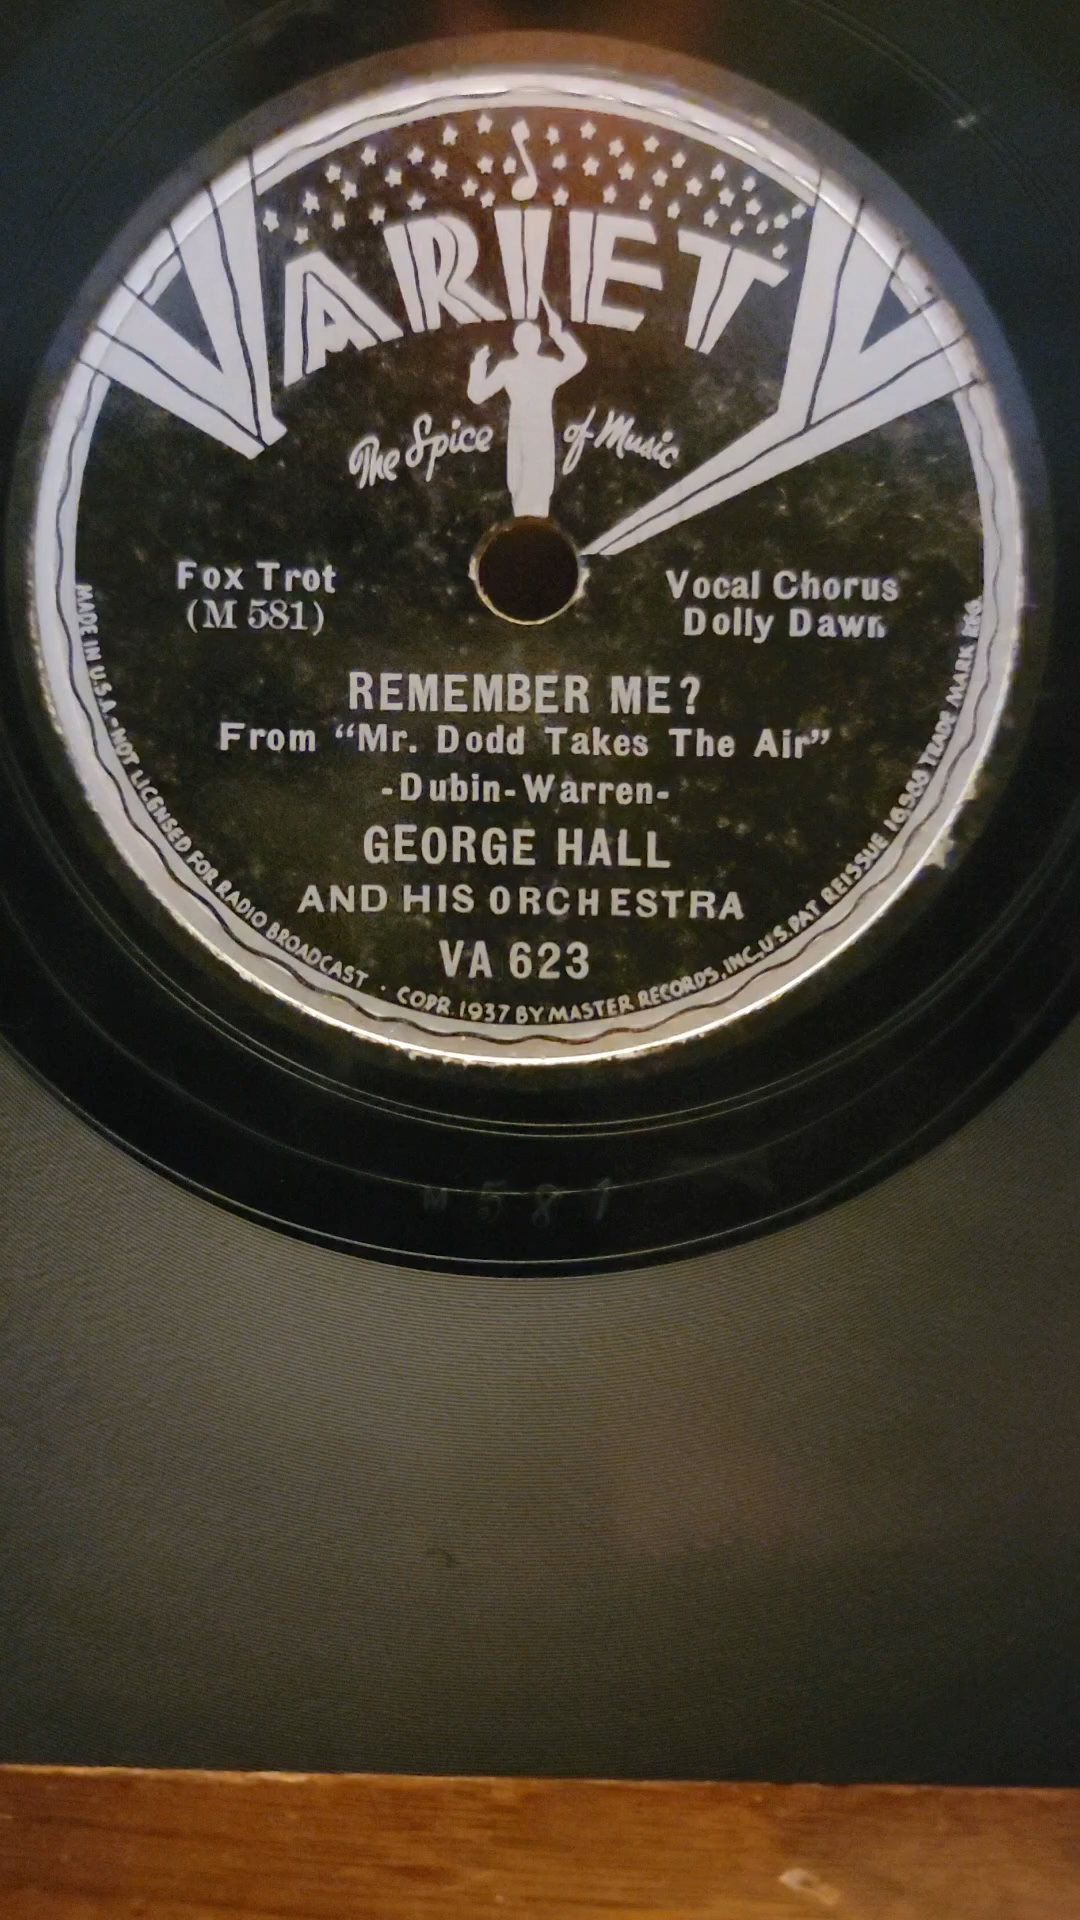 VARIETY
The Spice of Music
Fox Trot
(M 581)
Vocal Chorus
Dolly Dawn
REMEMBER ME?
From “Mr. Dodd Takes The Air”
-Dubin-Warren-
GEORGE HALL
AND HIS ORCHESTRA
VA 623
MADE IN U.S.A.-NOT LICENSED FOR RADIO BROADCAST · COPR. 1937 BY MASTER RECORDS, INC., U.S. PAT REISSUE 16588 TRADE MARK REG.
M 581